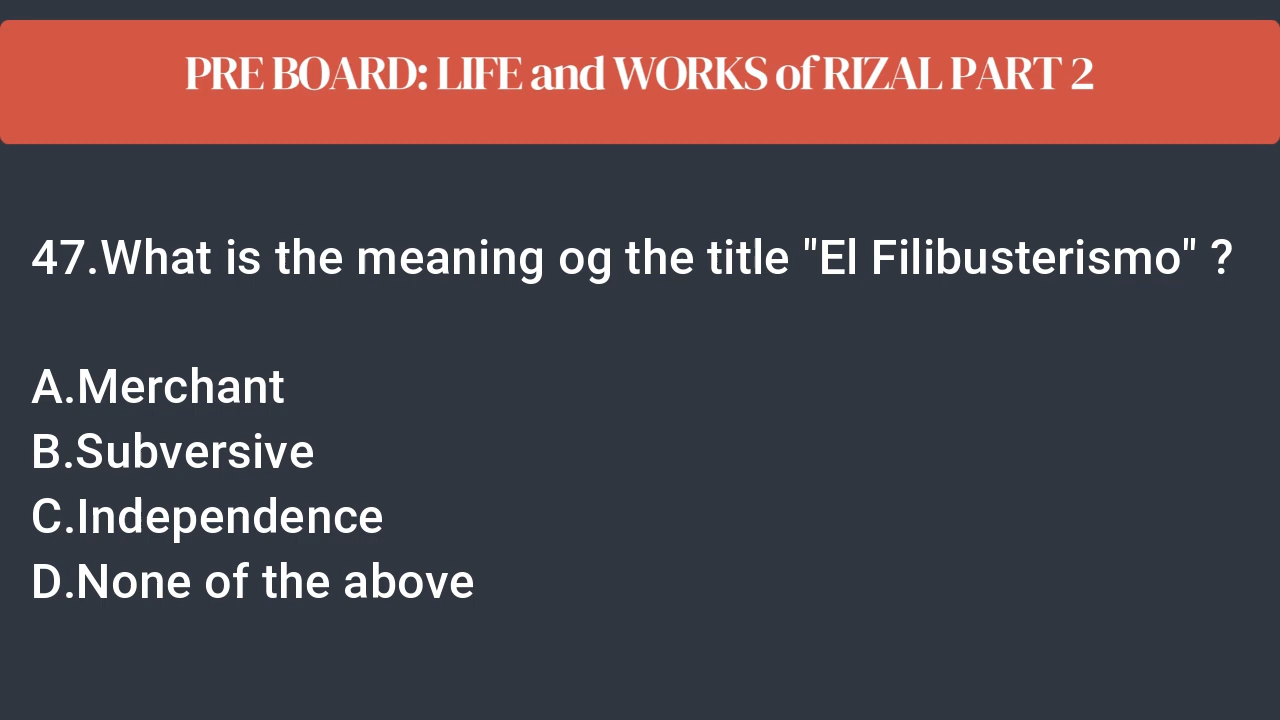 PRE BOARD: LIFE and WORKS of RIZAL PART 2
47.What is the meaning og the title "El Filibusterismo" ?
A.Merchant
B.Subversive
C.Independence
D.None of the above